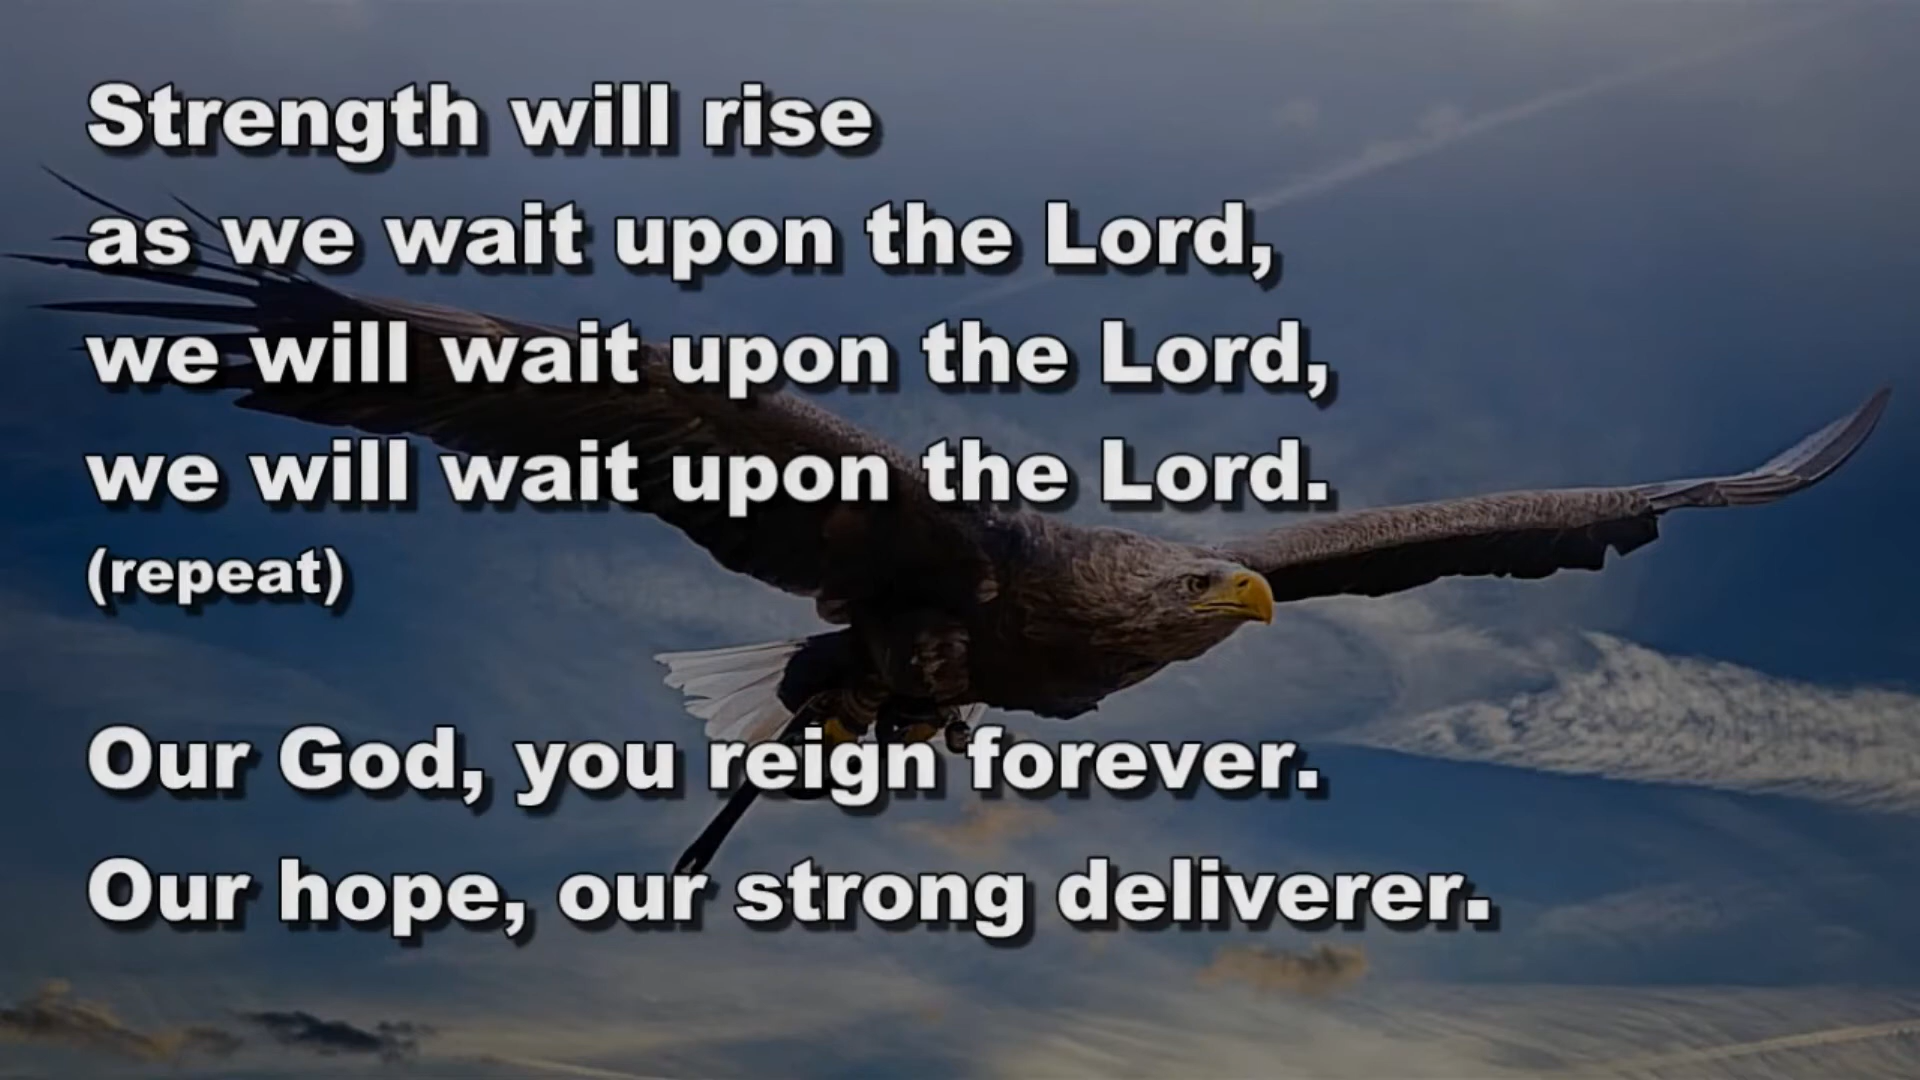 Strength will rise
as we wait upon the Lord,
we will wait upon the Lord,
we will wait upon the Lord.
(repeat)
Our God, you reign forever.
Our hope, our strong deliverer.